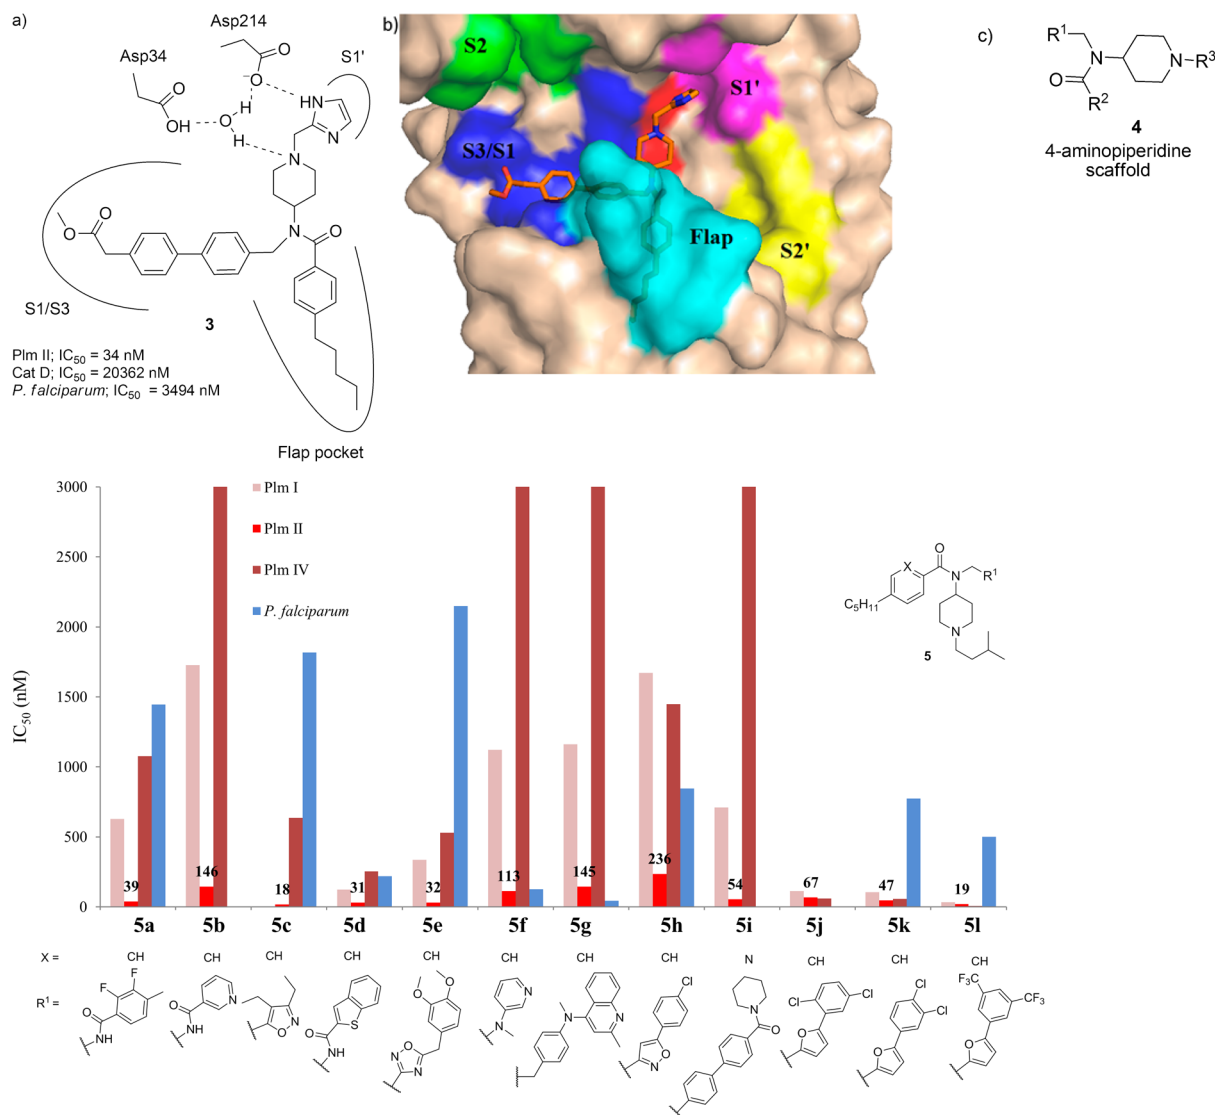 a)
Asp214
Asp34
O
O
−
H
S1'
HN
OH
O
H
N
N
O
O
N
O
S1/S3
3
Plm II; IC50 = 34 nM
Cat D; IC50 = 20362 nM
P. falciparum; IC50 = 3494 nM
Flap pocket
b)
S2
S1'
S3/S1
Flap
S2'
c)
R1
N
N
R3
O
R2
4
4-aminopiperidine
scaffold
IC50 (nM)
3000
2500
2000
1500
1000
500
0
Plm I
Plm II
Plm IV
P. falciparum
O
X
N
R1
C5H11
N
5
39
146
18
31
32
113
145
236
54
67
47
19
5a 5b 5c 5d 5e 5f 5g 5h 5i 5j 5k 5l
X = CH CH CH CH CH CH CH CH N CH CH CH
R1 =
F
F
O
NH
O
N
NH
O
N
O
S
NH
O
O
N
O
N
N
N
N
N
Cl
N
O
N
O
Cl
Cl
O
Cl
Cl
O
F3C
CF3
O